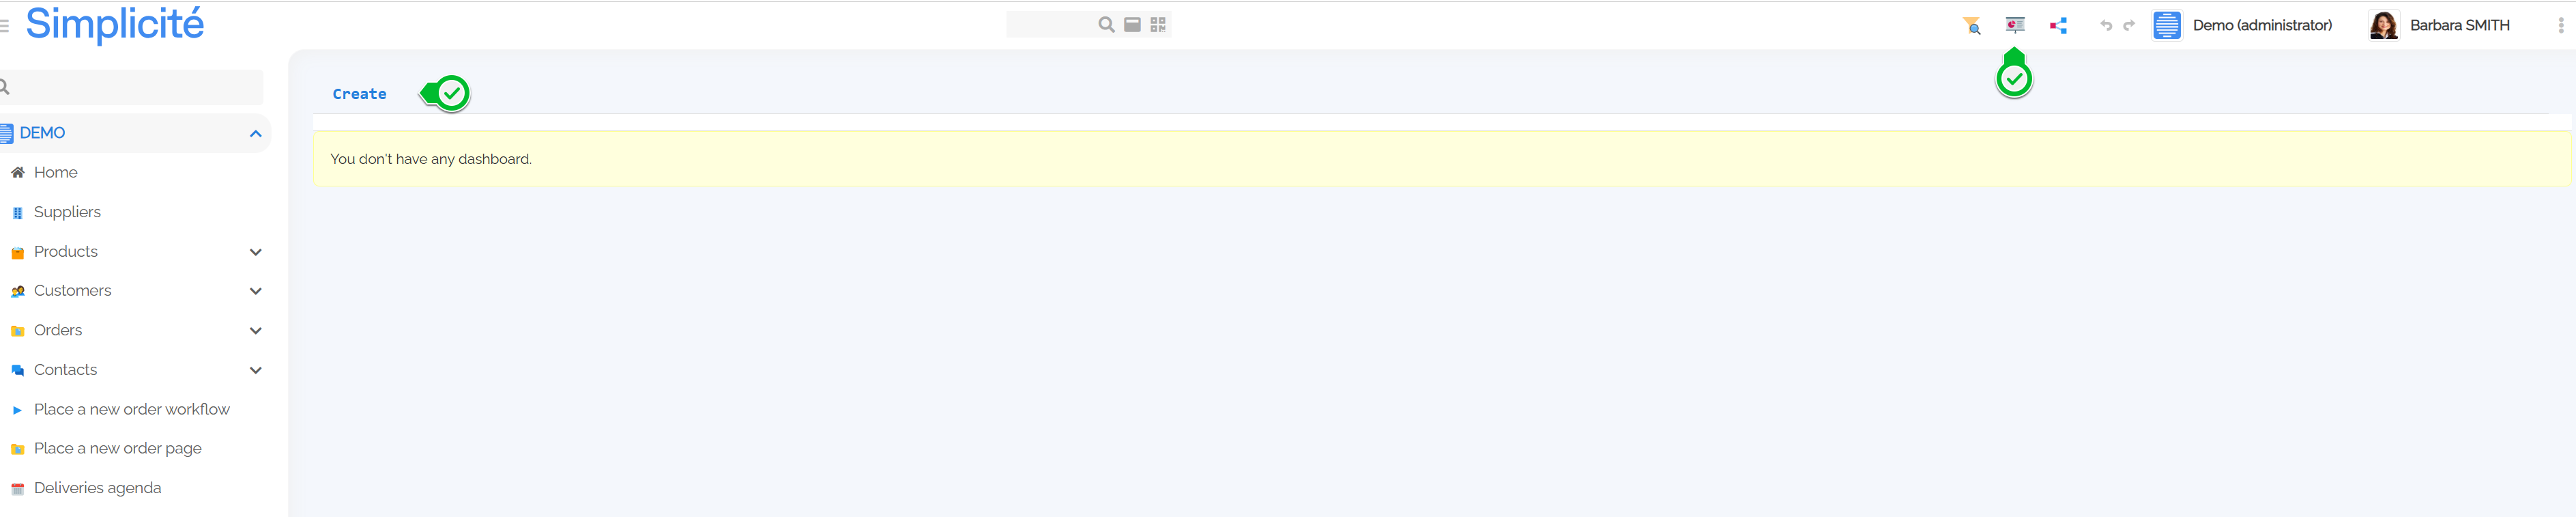 Simplicité
Demo (administrator)
Barbara SMITH
DEMO
Home
Suppliers
Products
Customers
Orders
Contacts
Place a new order workflow
Place a new order page
Deliveries agenda
Create
You don't have any dashboard.